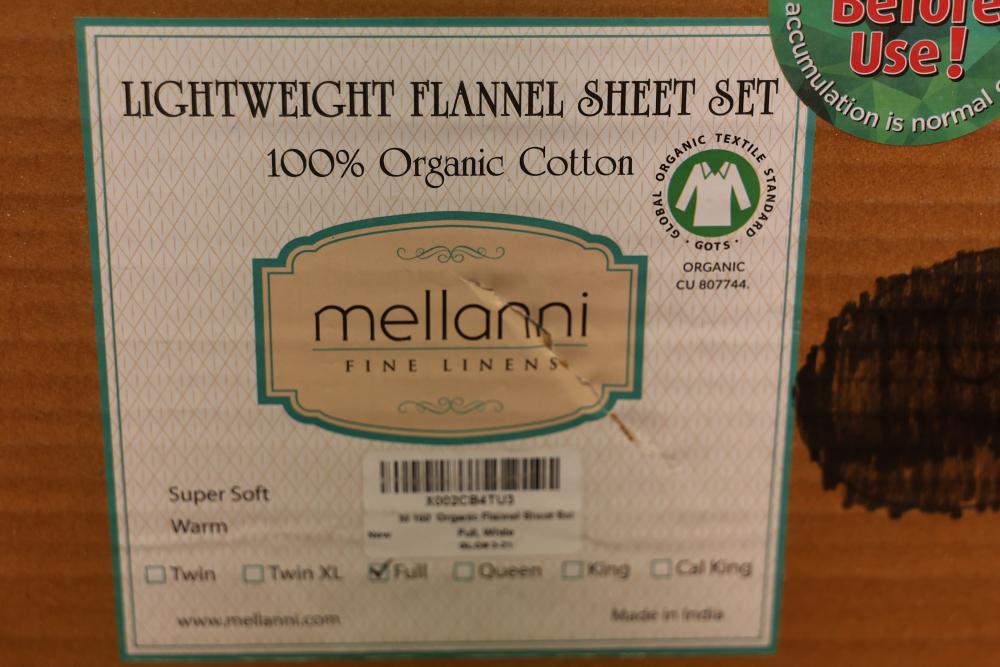 Before
Use!
accumulation is normal
LIGHTWEIGHT FLANNEL SHEET SET
100% Organic Cotton
GLOBAL ORGANIC TEXTILE STANDARD
· GOTS ·
ORGANIC
CU 807744.
mellanni
FINE LINENS
X002CB4TU3
Organic Flannel Sheet Set
Full, White
New
Super Soft
Warm
Twin Twin XL Full Queen King Cal King
www.mellanni.com
Made in India